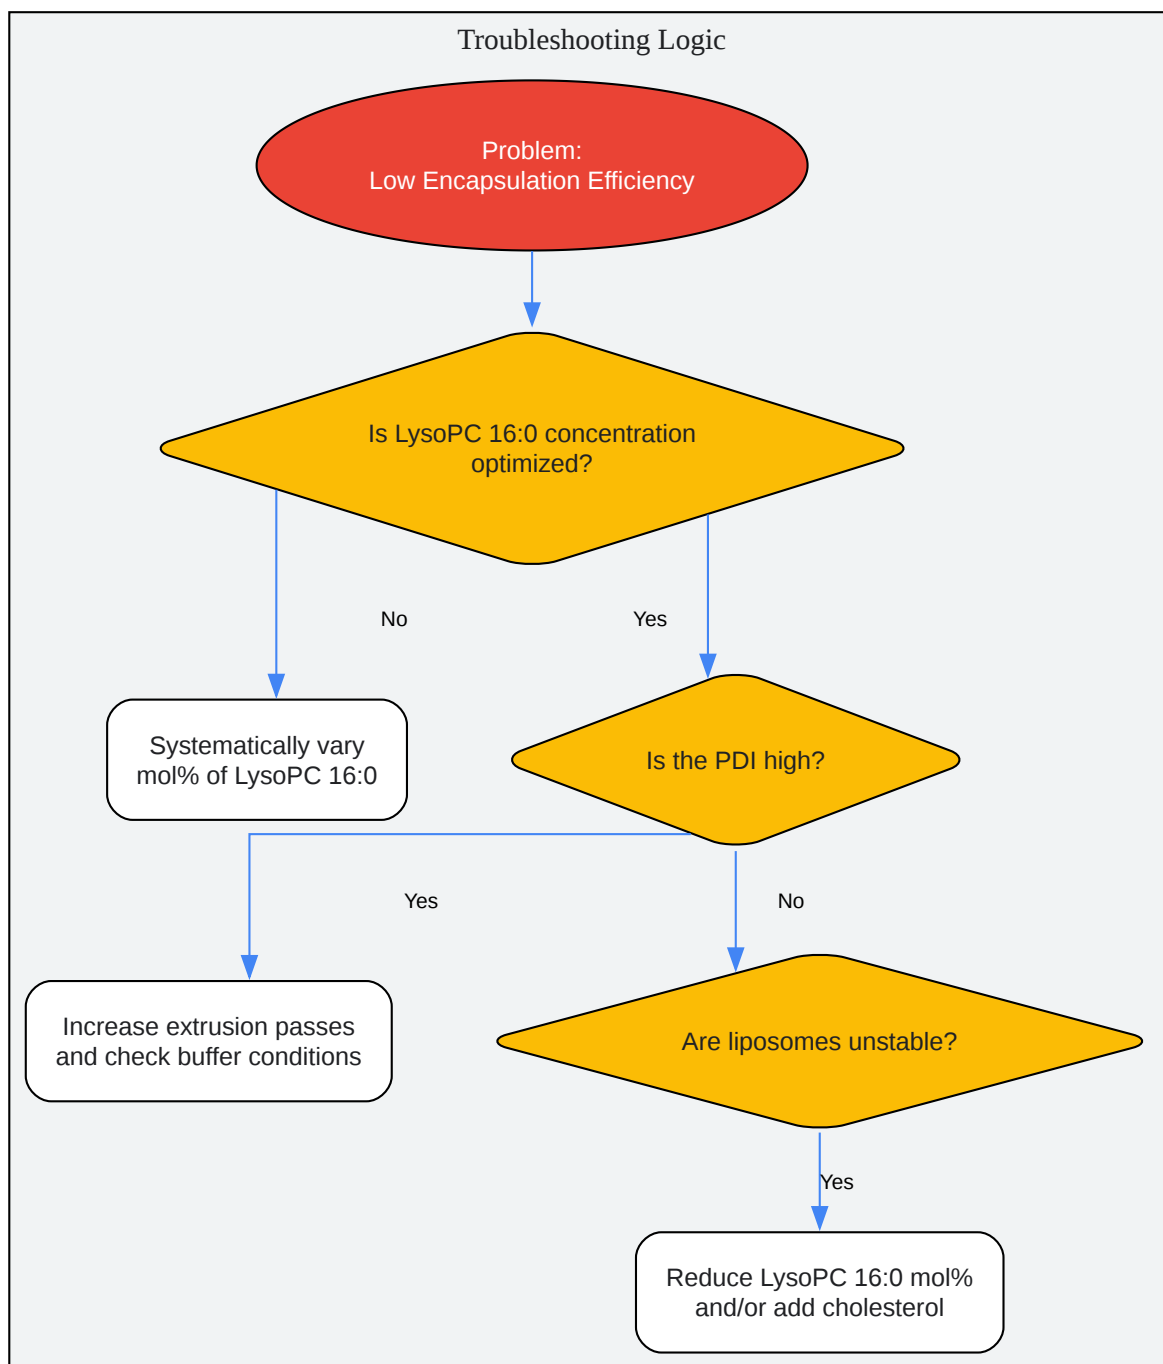 Troubleshooting Logic
Problem:
Low Encapsulation Efficiency
Is LysoPC 16:0 concentration
optimized?
No
Yes
Systematically vary
mol% of LysoPC 16:0
Is the PDI high?
Yes
No
Increase extrusion passes
and check buffer conditions
Are liposomes unstable?
Yes
Reduce LysoPC 16:0 mol%
and/or add cholesterol